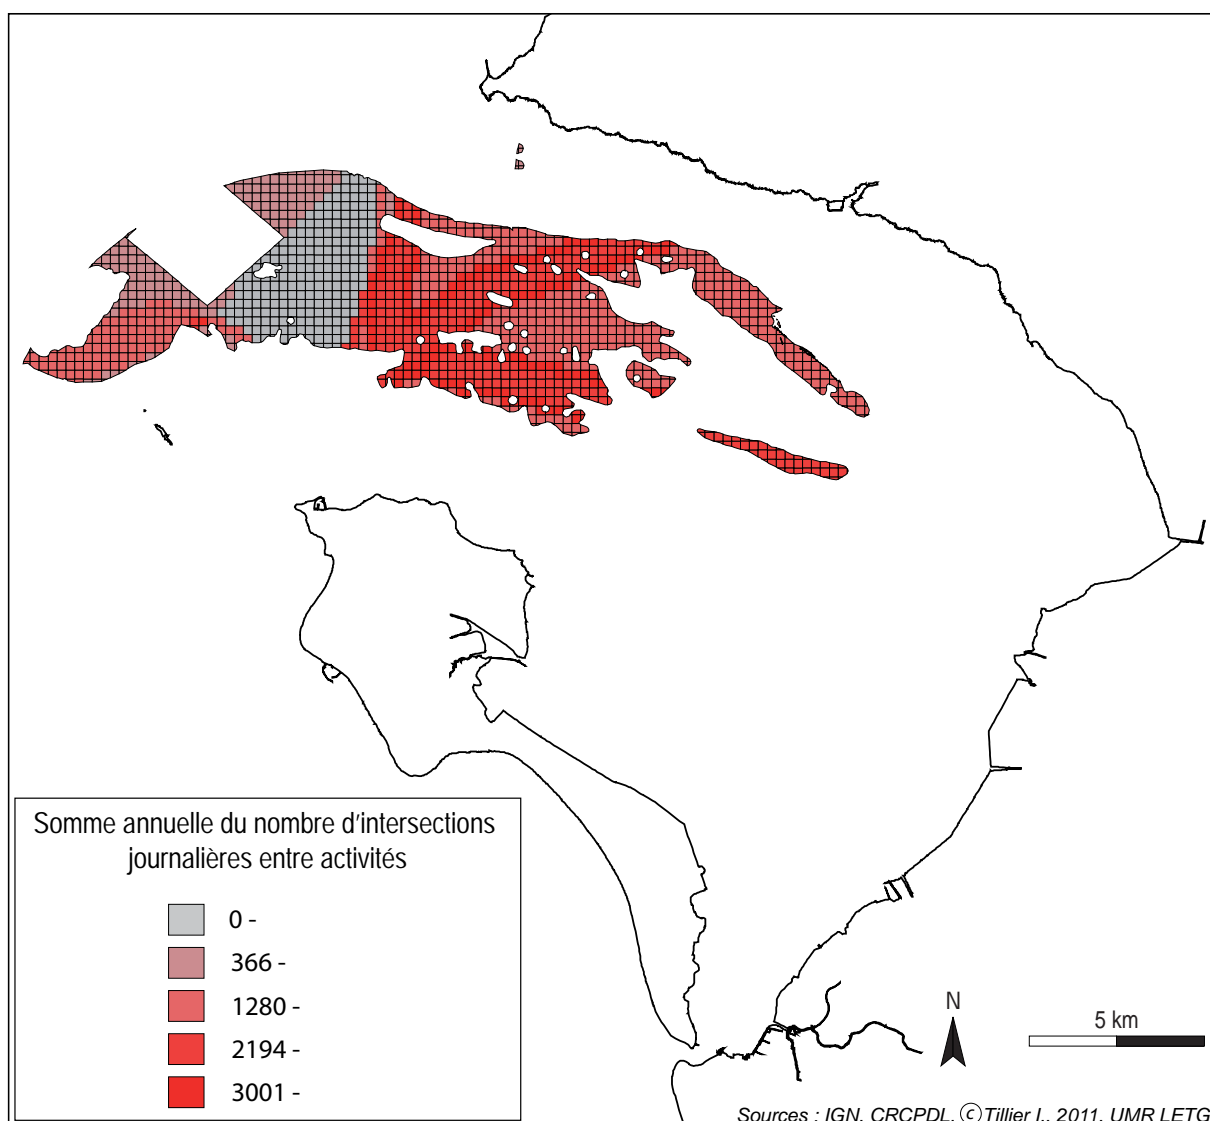 Somme annuelle du nombre d'intersections
journalières entre activités
0 -
366 -
1280 -
2194 -
3001 -
N
5 km
Sources : IGN, CRCPDL, ©Tillier I., 2011, UMR LETG